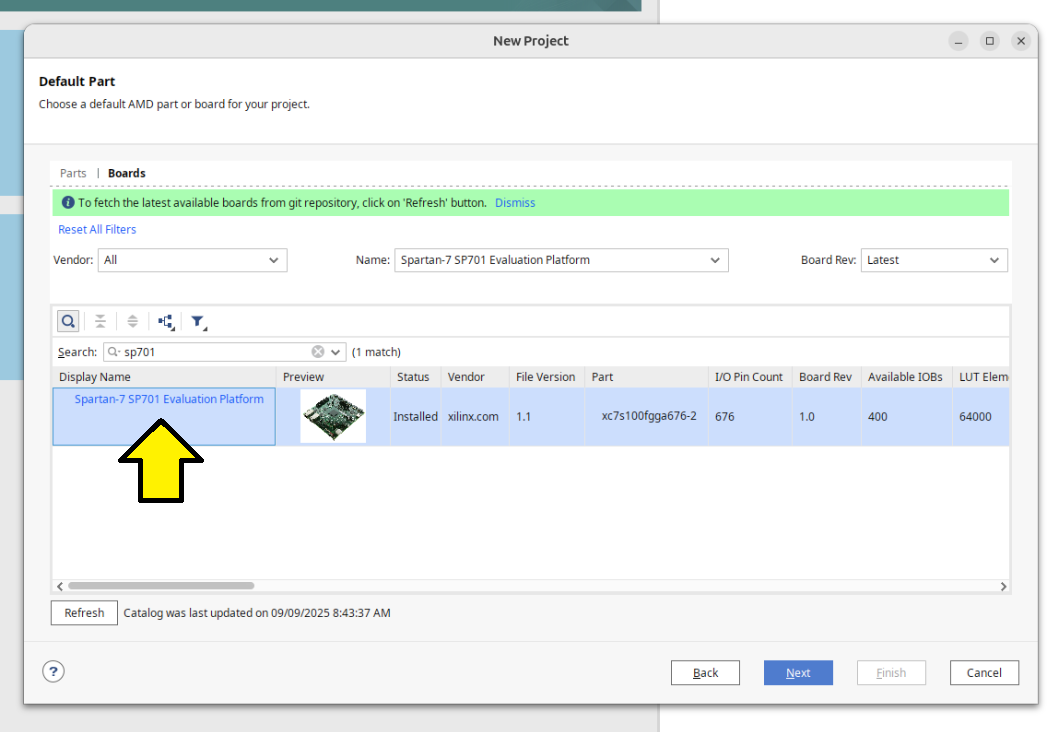 New Project
Default Part
Choose a default AMD part or board for your project.
Parts | Boards
To fetch the latest available boards from git repository, click on 'Refresh' button. Dismiss
Reset All Filters
Vendor: All Name: Spartan-7 SP701 Evaluation Platform Board Rev: Latest
Search: sp701 (1 match)
Display Name Preview Status Vendor File Version Part I/O Pin Count Board Rev Available IOBs LUT Elem
Spartan-7 SP701 Evaluation Platform Installed xilinx.com 1.1 xc7s100fgga676-2 676 1.0 400 64000
Refresh Catalog was last updated on 09/09/2025 8:43:37 AM
? Back Next Finish Cancel